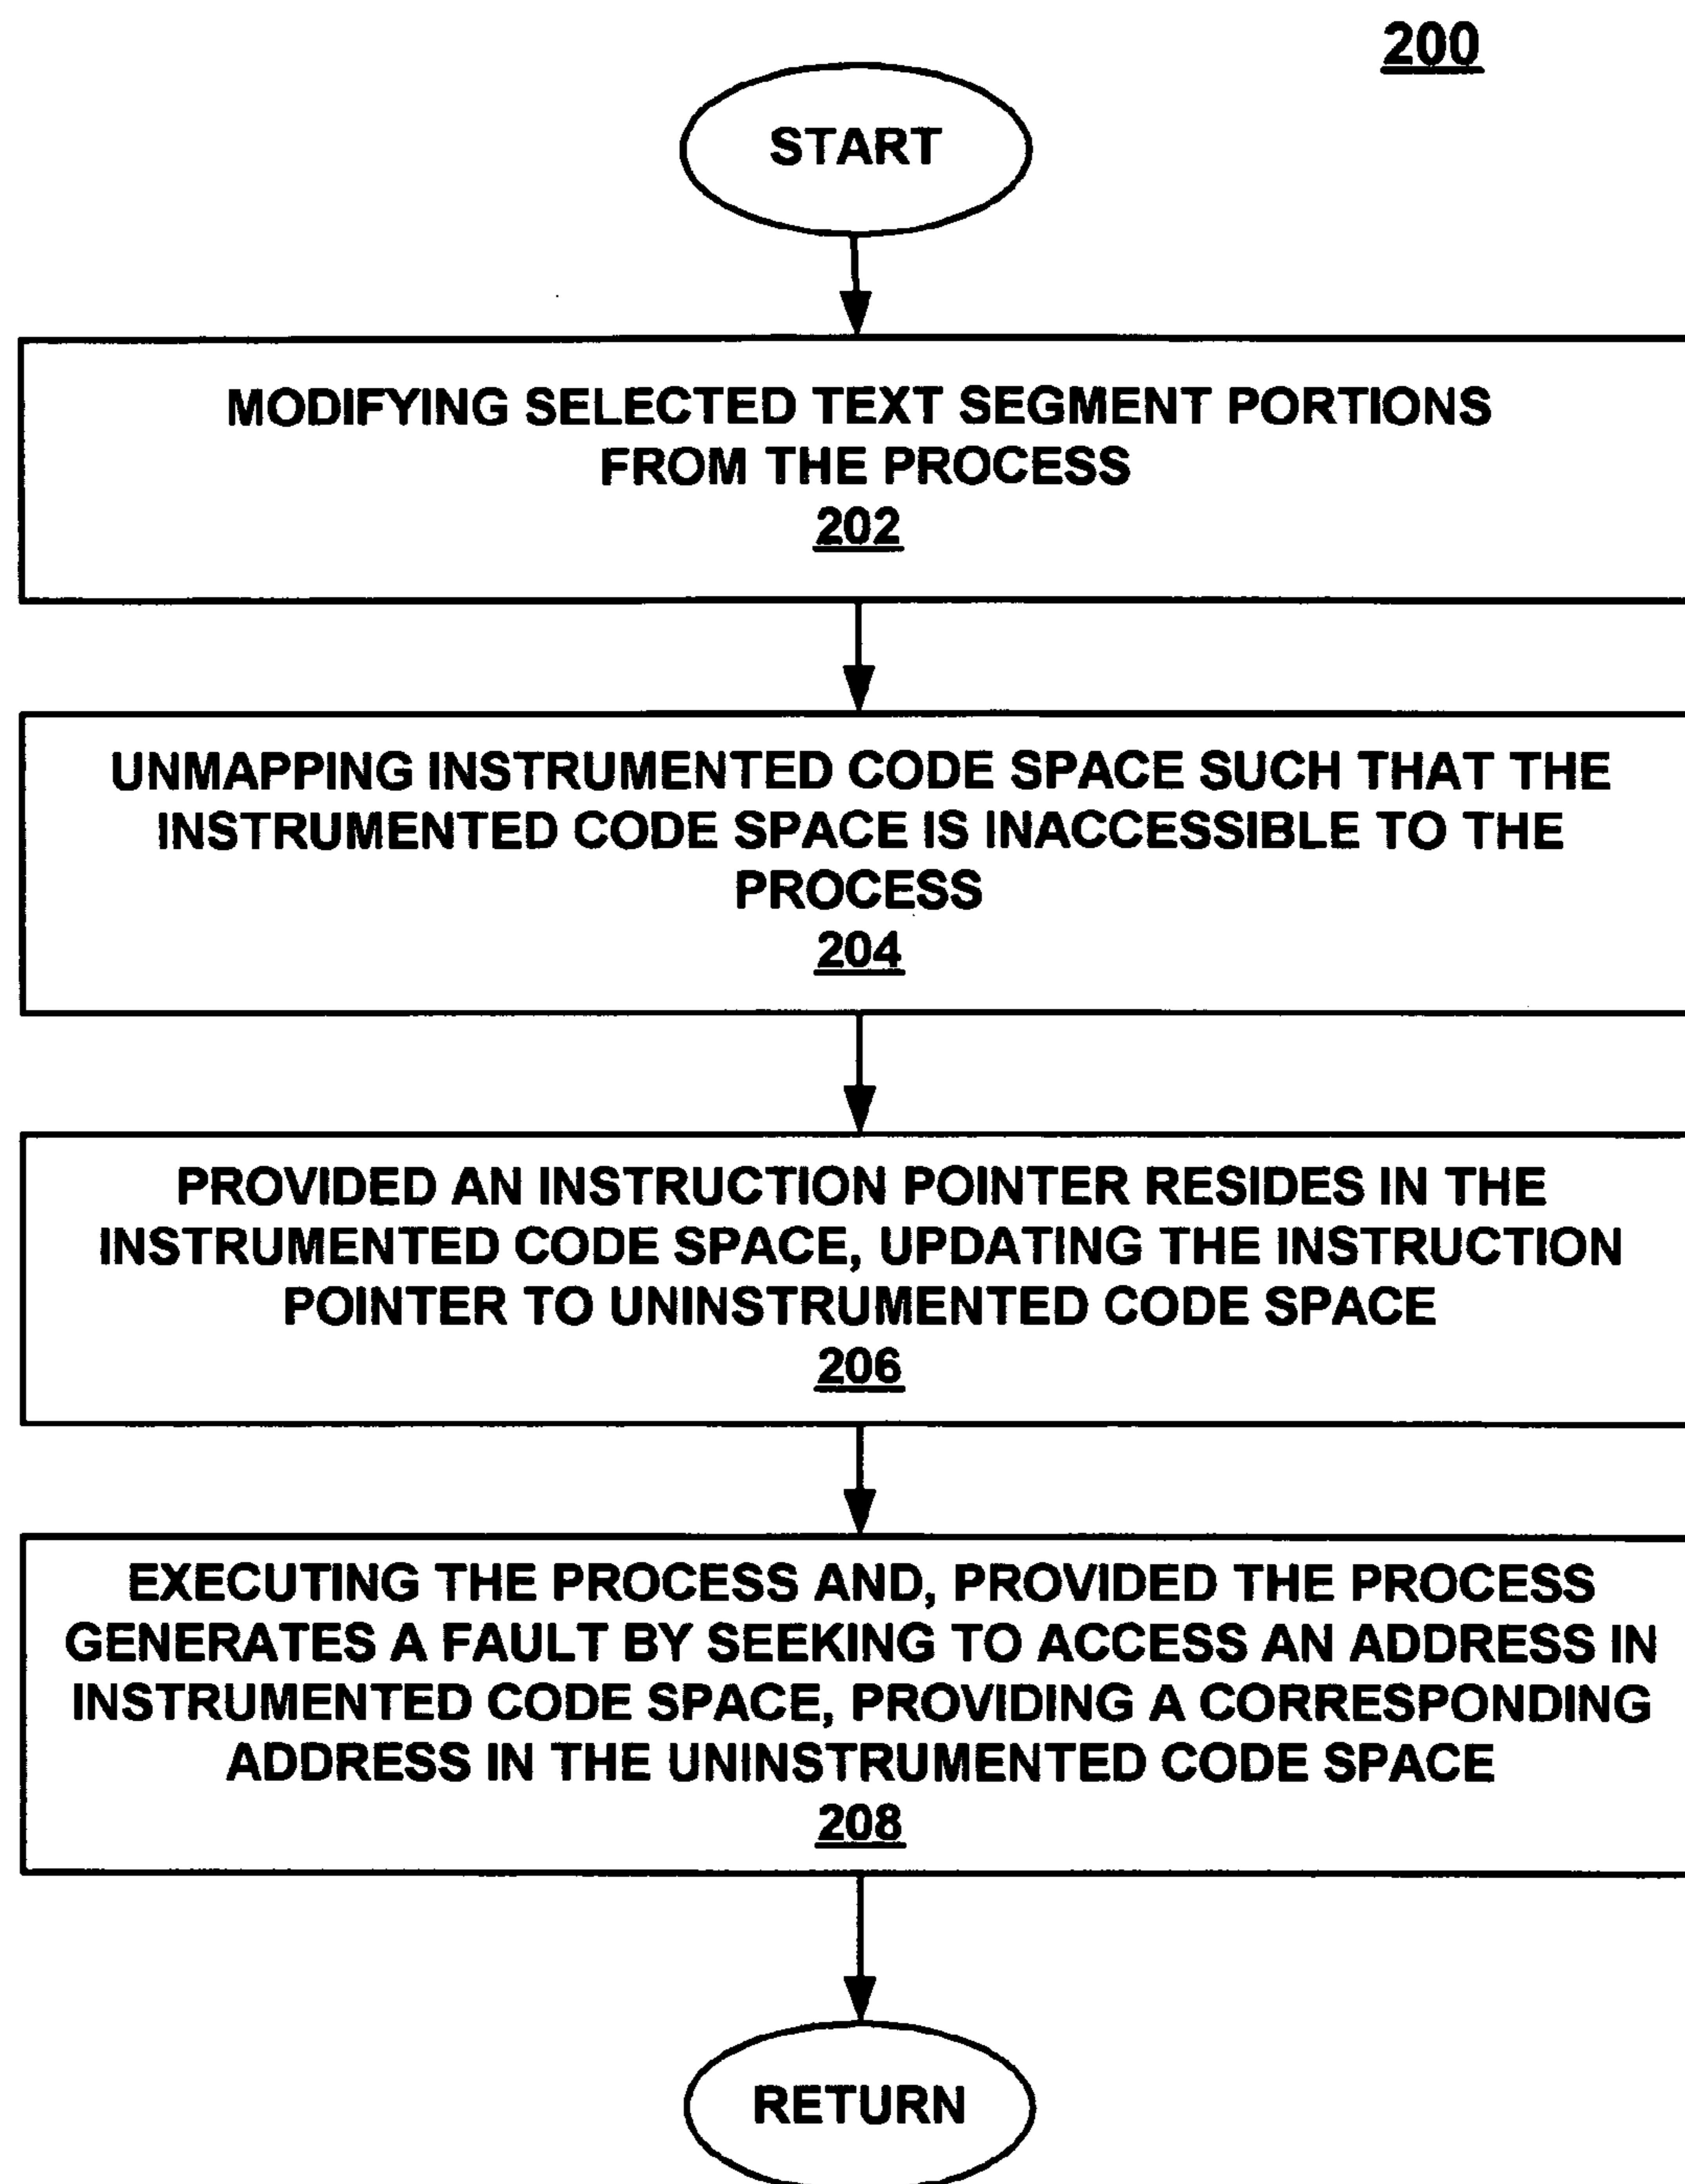 200
START
MODIFYING SELECTED TEXT SEGMENT PORTIONS
FROM THE PROCESS
202
UNMAPPING INSTRUMENTED CODE SPACE SUCH THAT THE
INSTRUMENTED CODE SPACE IS INACCESSIBLE TO THE
PROCESS
204
PROVIDED AN INSTRUCTION POINTER RESIDES IN THE
INSTRUMENTED CODE SPACE, UPDATING THE INSTRUCTION
POINTER TO UNINSTRUMENTED CODE SPACE
206
EXECUTING THE PROCESS AND, PROVIDED THE PROCESS
GENERATES A FAULT BY SEEKING TO ACCESS AN ADDRESS IN
INSTRUMENTED CODE SPACE, PROVIDING A CORRESPONDING
ADDRESS IN THE UNINSTRUMENTED CODE SPACE
208
RETURN